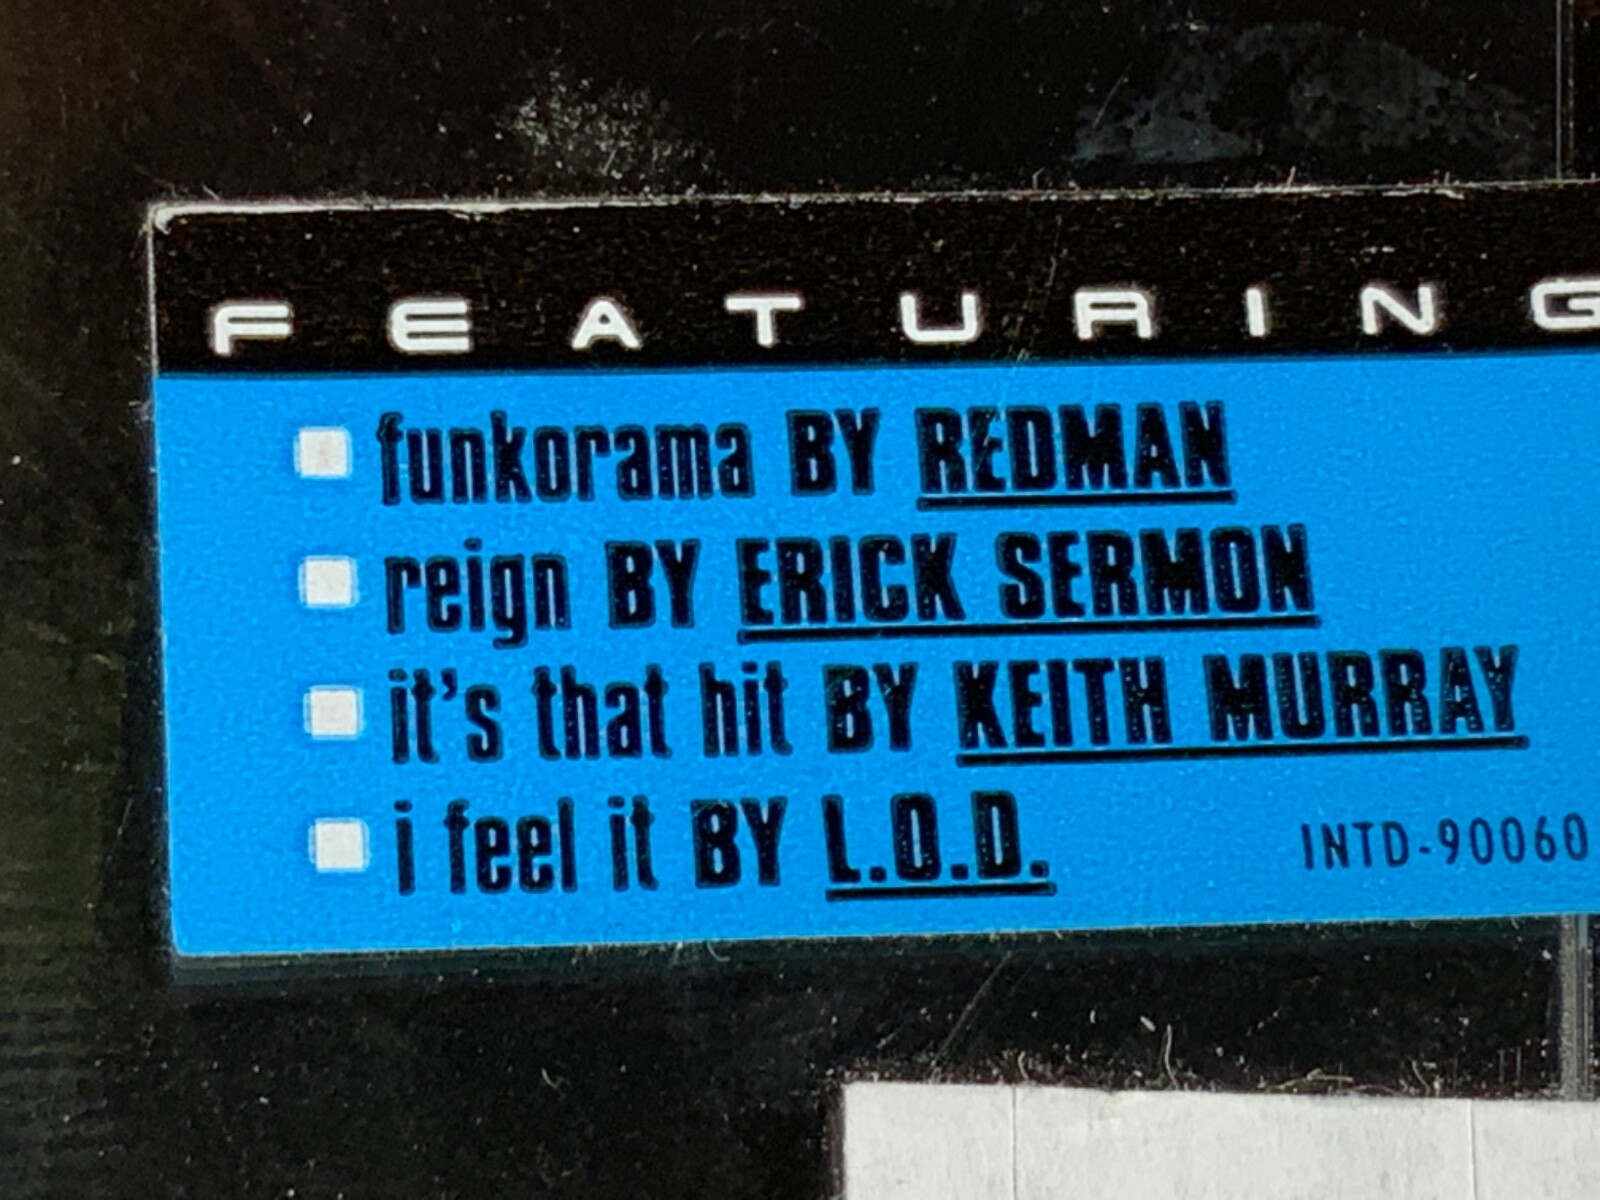 FEATURING
funkorama BY REDMAN
reign BY ERICK SERMON
it's that hit BY KEITH MURRAY
i feel it BY L.O.D.
INTD-90060